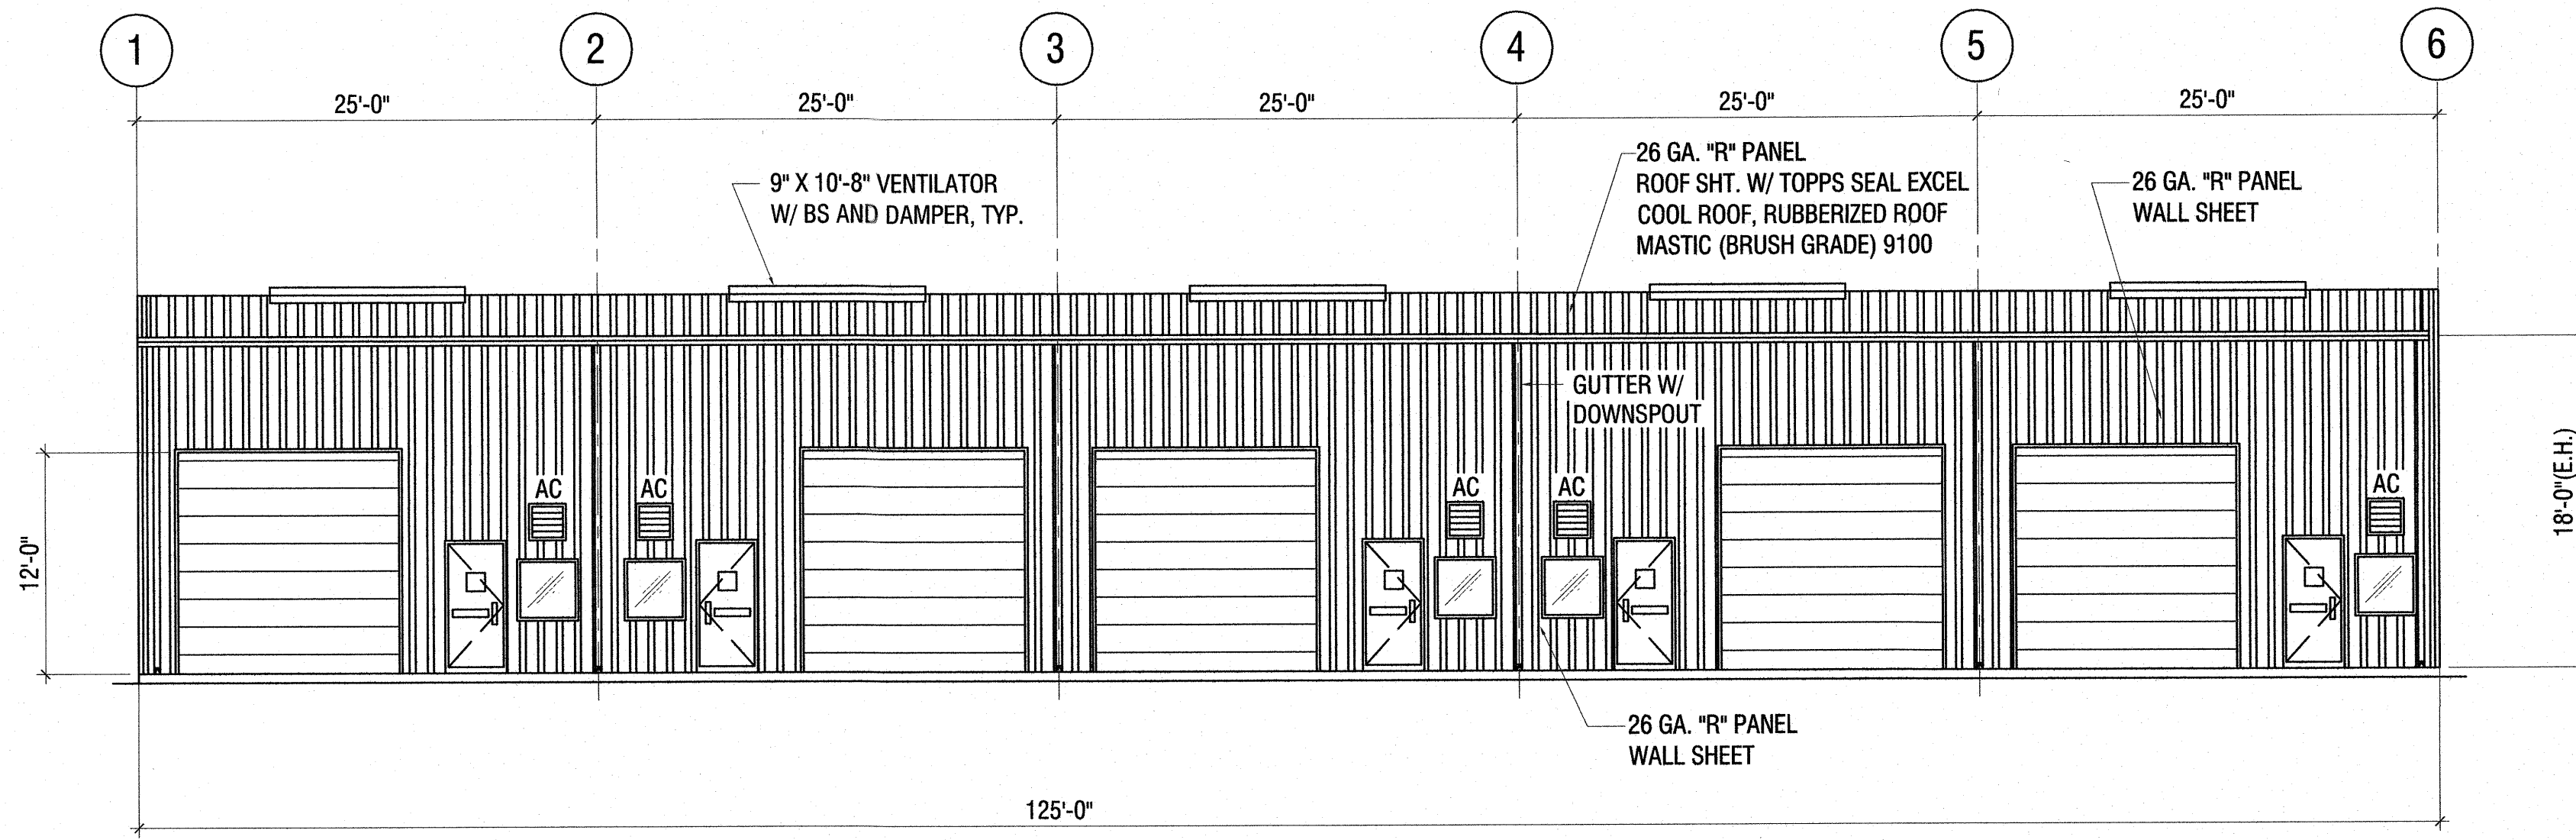 1
2
3
4
5
6
25'-0"
25'-0"
25'-0"
25'-0"
25'-0"
9" X 10'-8" VENTILATOR
W/ BS AND DAMPER, TYP.
26 GA. "R" PANEL
ROOF SHT. W/ TOPPS SEAL EXCEL
COOL ROOF, RUBBERIZED ROOF
MASTIC (BRUSH GRADE) 9100
26 GA. "R" PANEL
WALL SHEET
GUTTER W/
DOWNSPOUT
12'-0"
18'-0"(E.H.)
AC
AC
AC
AC
AC
26 GA. "R" PANEL
WALL SHEET
125'-0"